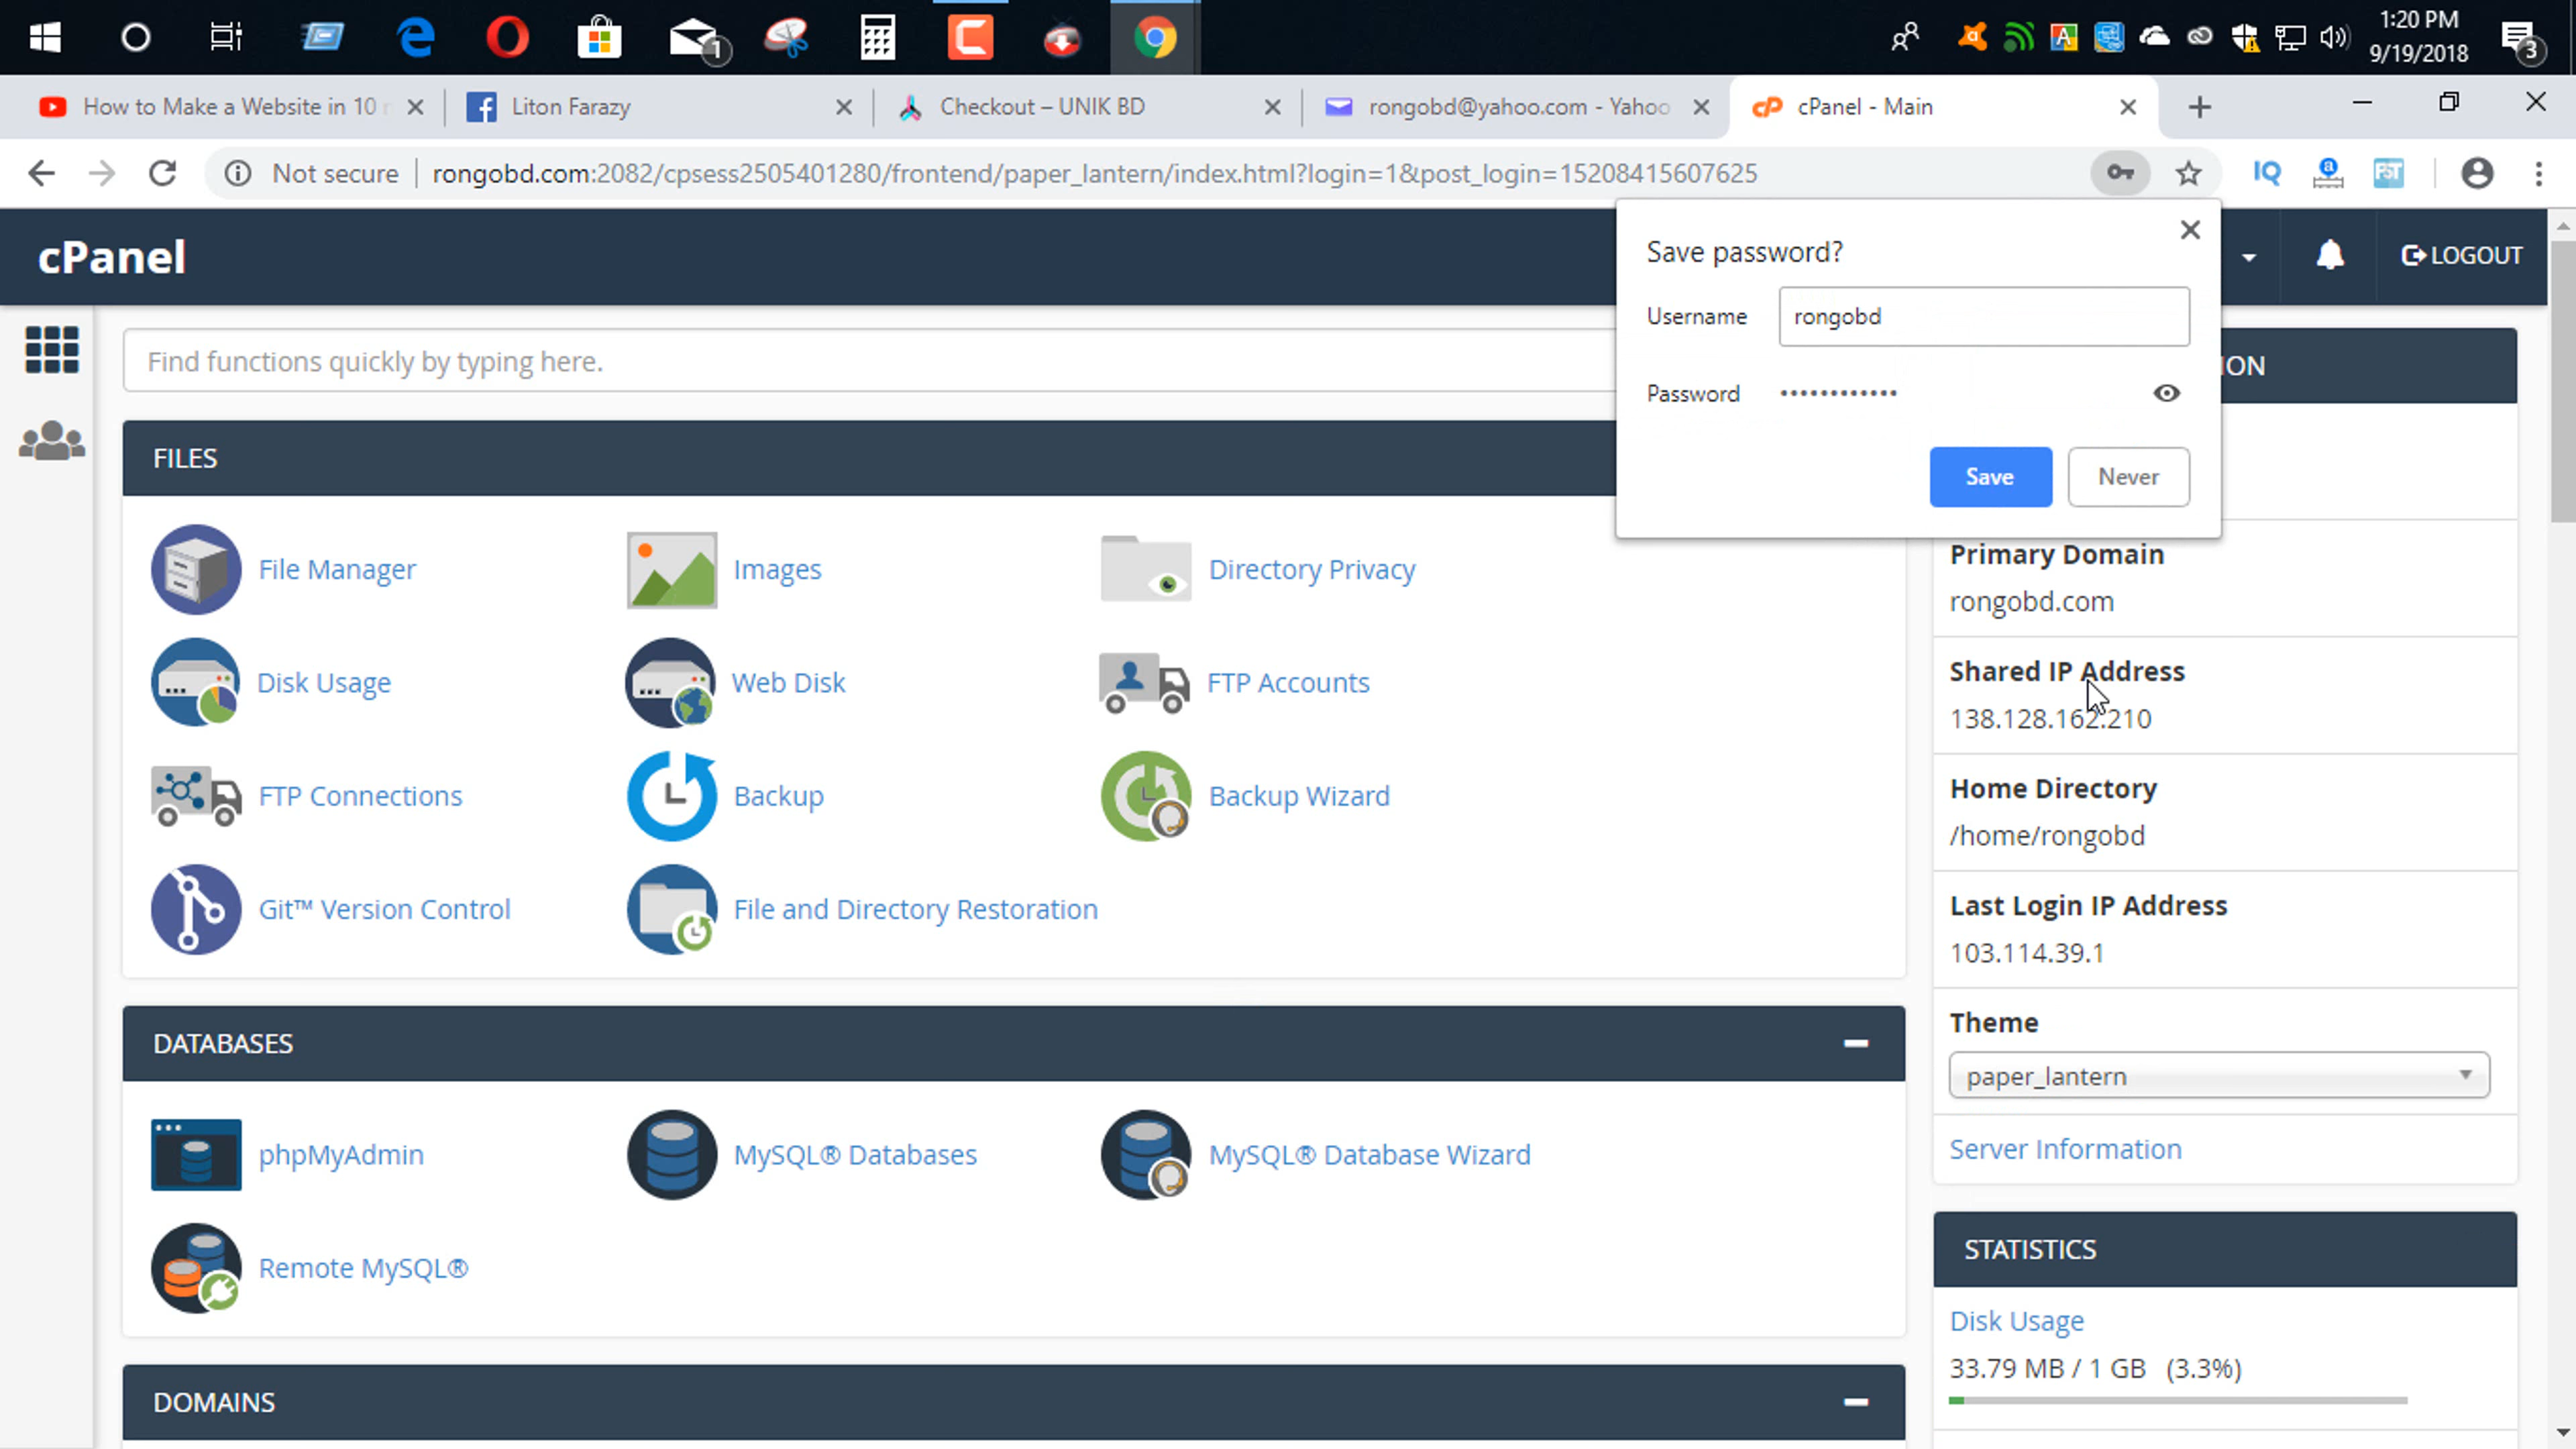 1:20 PM
9/19/2018
1
3
How to Make a Website in 10
Liton Farazy
Checkout – UNIK BD
rongobd@yahoo.com - Yahoo
cPanel - Main
Not secure
rongobd.com:2082/cpsess2505401280/frontend/paper_lantern/index.html?login=1&post_login=15208415607625
IQ
FST
cPanel
LOGOUT
Save password?
Username
rongobd
Password
••••••••••••
Save
Never
Find functions quickly by typing here.
FILES
File Manager
Images
Directory Privacy
Disk Usage
Web Disk
FTP Accounts
FTP Connections
Backup
Backup Wizard
Git™ Version Control
File and Directory Restoration
DATABASES
phpMyAdmin
MySQL® Databases
MySQL® Database Wizard
Remote MySQL®
DOMAINS
ION
Primary Domain
rongobd.com
Shared IP Address
138.128.162.210
Home Directory
/home/rongobd
Last Login IP Address
103.114.39.1
Theme
paper_lantern
Server Information
STATISTICS
Disk Usage
33.79 MB / 1 GB (3.3%)